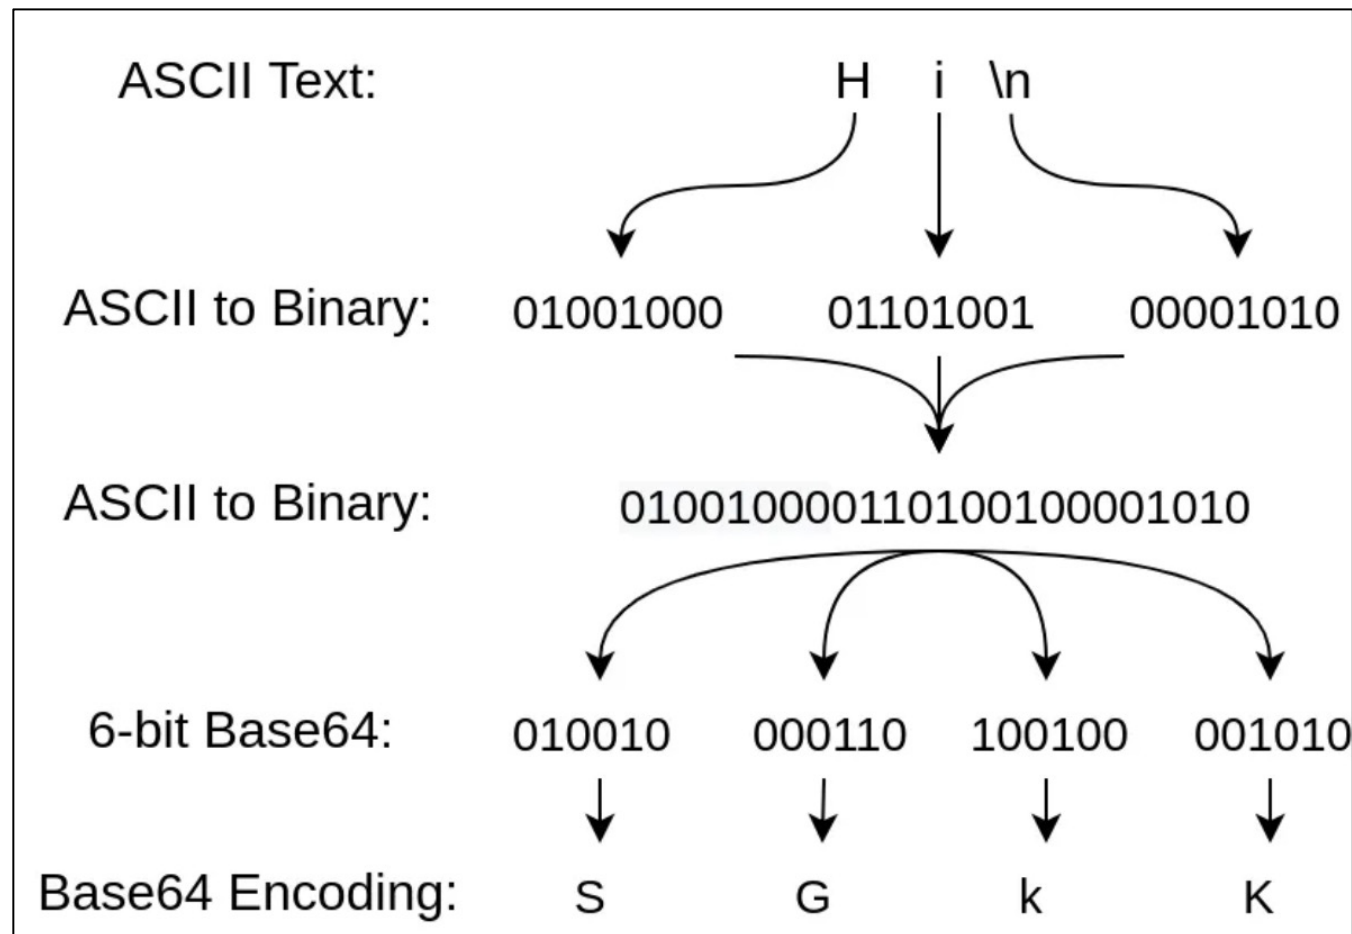 ASCII Text: H i \n
ASCII to Binary: 01001000 01101001 00001010
ASCII to Binary: 010010000110100100001010
6-bit Base64: 010010 000110 100100 001010
Base64 Encoding: S G k K